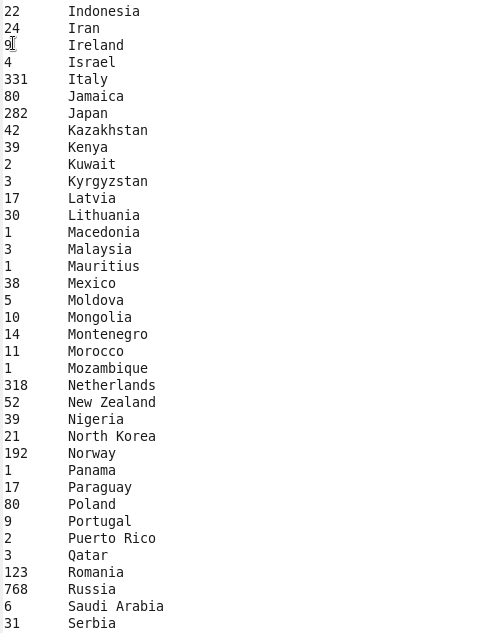 22 Indonesia
24 Iran
9 Ireland
4 Israel
331 Italy
80 Jamaica
282 Japan
42 Kazakhstan
39 Kenya
2 Kuwait
3 Kyrgyzstan
17 Latvia
30 Lithuania
1 Macedonia
3 Malaysia
1 Mauritius
38 Mexico
5 Moldova
10 Mongolia
14 Montenegro
11 Morocco
1 Mozambique
318 Netherlands
52 New Zealand
39 Nigeria
21 North Korea
192 Norway
1 Panama
17 Paraguay
80 Poland
9 Portugal
2 Puerto Rico
3 Qatar
123 Romania
768 Russia
6 Saudi Arabia
31 Serbia